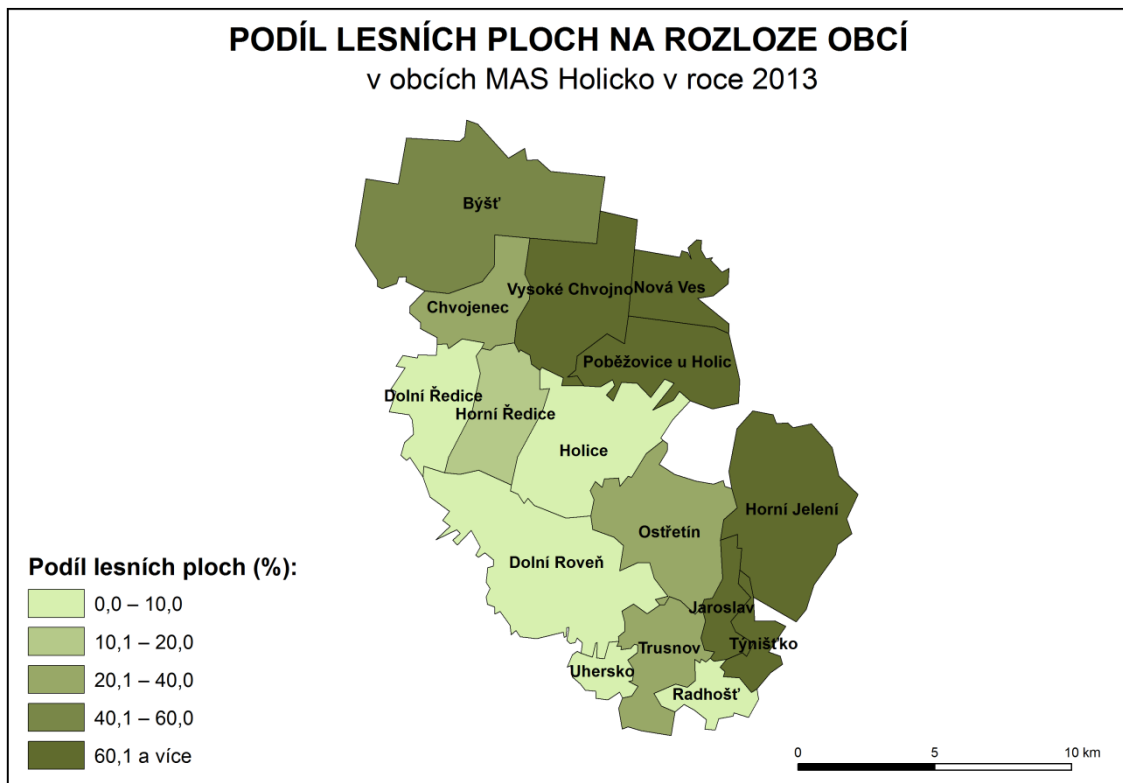 PODÍL LESNÍCH PLOCH NA ROZLOZE OBCÍ
v obcích MAS Holicko v roce 2013
Býšť
Vysoké Chvojno
Nová Ves
Chvojenec
Poběžovice u Holic
Dolní Ředice
Horní Ředice
Holice
Horní Jelení
Ostřetín
Dolní Roveň
Jaroslav
Týnišťko
Trusnov
Uhersko
Radhošť
Podíl lesních ploch (%):
0,0 – 10,0
10,1 – 20,0
20,1 – 40,0
40,1 – 60,0
60,1 a více
0 5 10 km